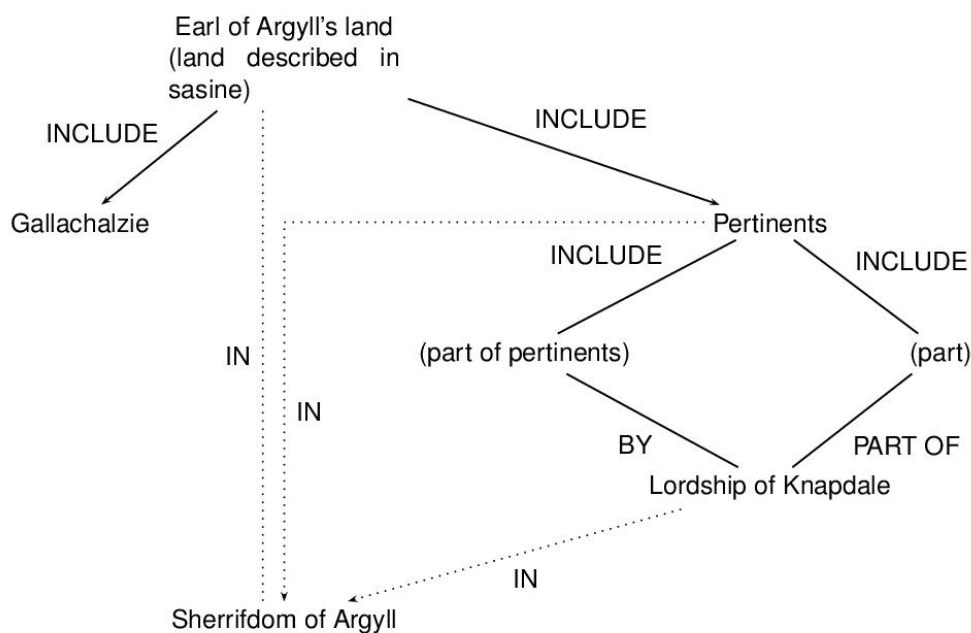 Earl of Argyll's land
(land described in
sasine)
INCLUDE
INCLUDE
Gallachalzie
Pertinents
INCLUDE
INCLUDE
IN
(part of pertinents)
(part)
IN
BY
PART OF
Lordship of Knapdale
IN
Sherrifdom of Argyll